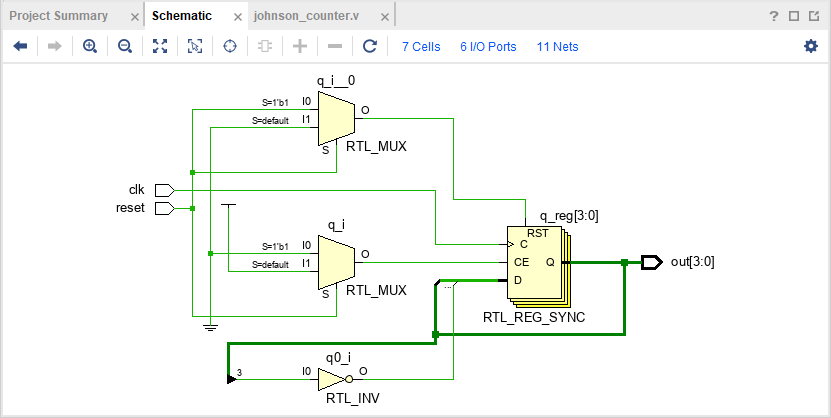 Project Summary
Schematic
johnson_counter.v
7 Cells
6 I/O Ports
11 Nets
q_i__0
S=1'b1
I0
S=default
I1
O
S
RTL_MUX
clk
reset
q_i
S=1'b1
I0
S=default
I1
O
S
RTL_MUX
q_reg[3:0]
RST
C
CE
Q
D
...
out[3:0]
RTL_REG_SYNC
q0_i
3
I0
O
RTL_INV